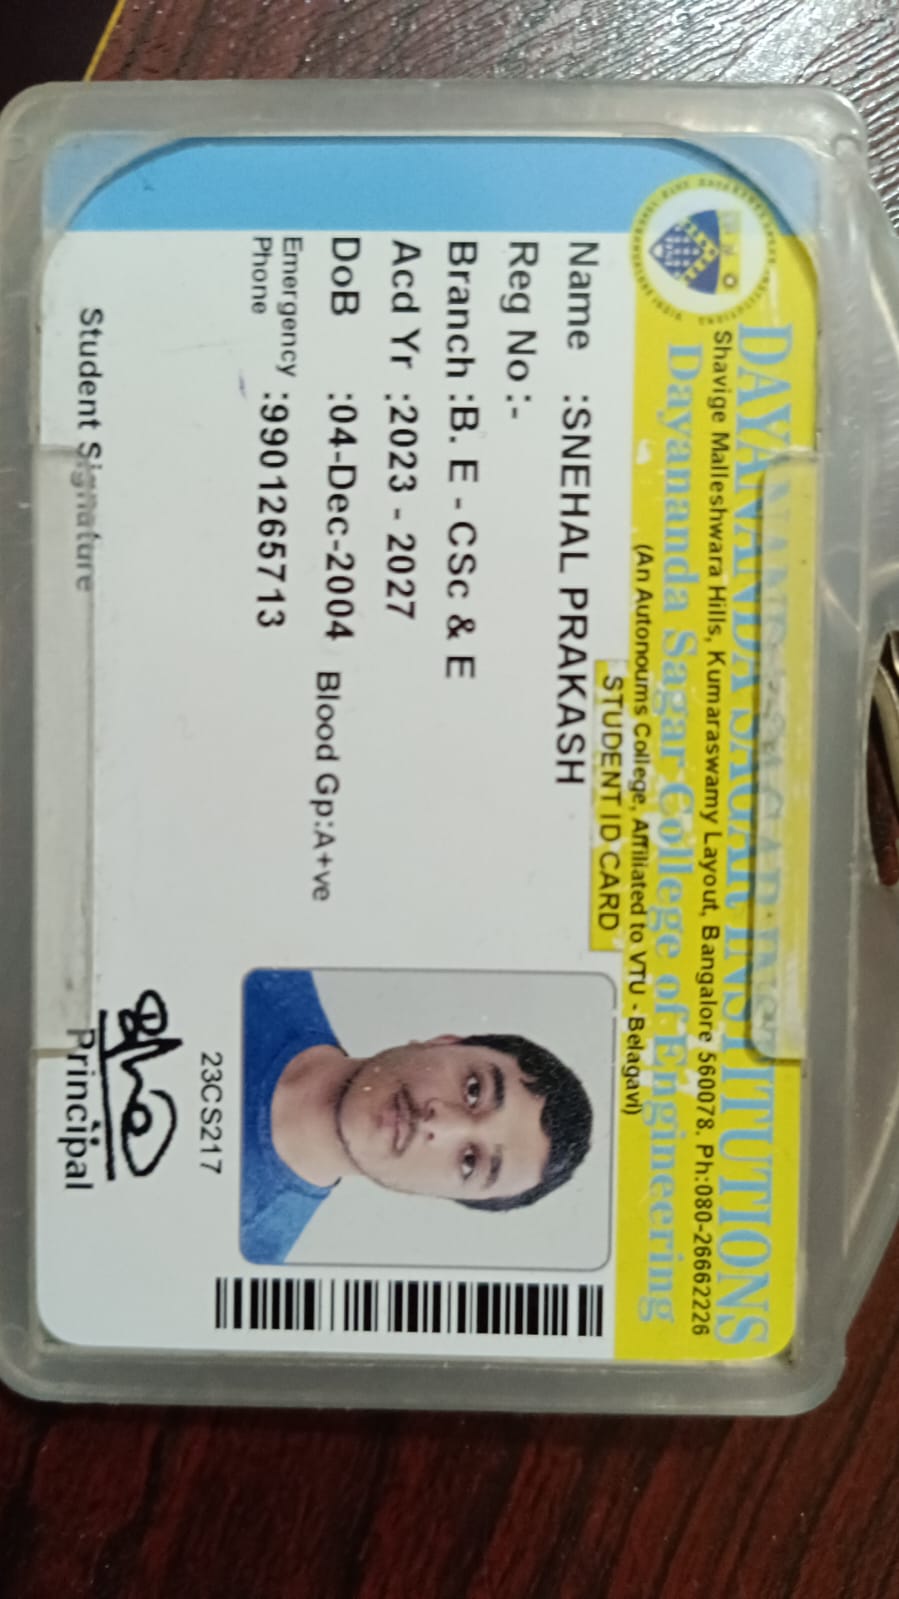 DAYANANDA SAGAR INSTITUTIONS
Shavige Malleshwara Hills, Kumaraswamy Layout, Bangalore 560078. Ph:080-26662226
Dayananda Sagar College of Engineering
(An Autonoums College, Affiliated to VTU - Belagavi)
STUDENT ID CARD
Name :SNEHAL PRAKASH
Reg No :-
Branch :B. E - CSc & E
Acd Yr :2023 - 2027
DoB :04-Dec-2004 Blood Gp:A+ve
Emergency Phone :9901265713
23CS217
Student Signature
Principal